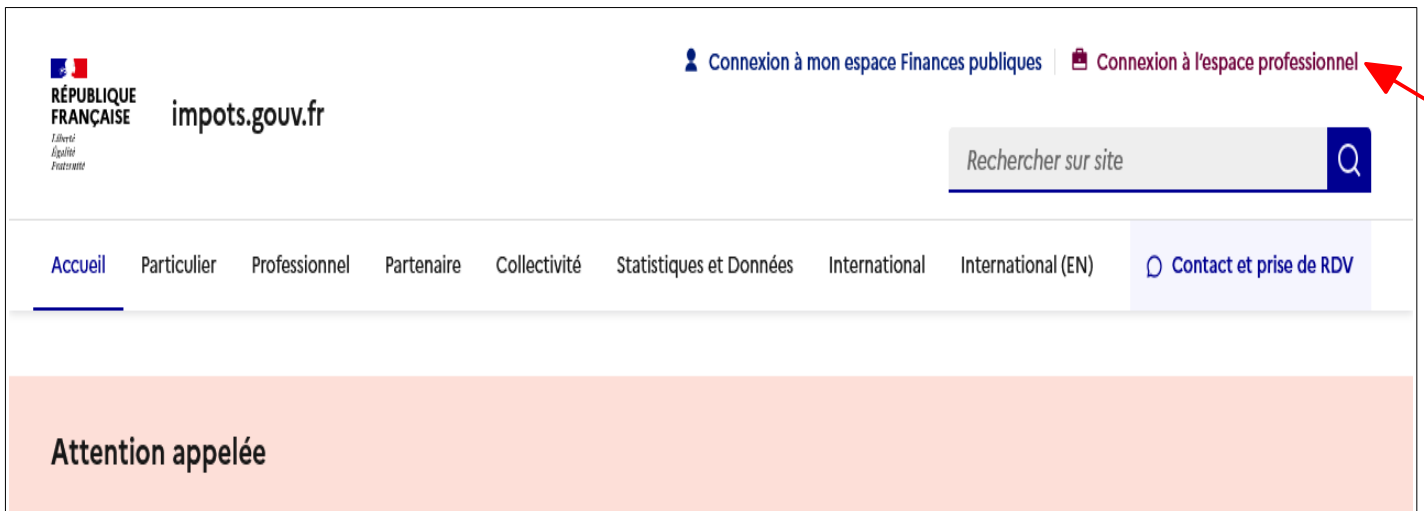 Connexion à mon espace Finances publiques
Connexion à l'espace professionnel
RÉPUBLIQUE
FRANÇAISE
Liberté
Égalité
Fraternité
impots.gouv.fr
Rechercher sur site
Accueil Particulier Professionnel Partenaire Collectivité Statistiques et Données International International (EN) Contact et prise de RDV
Attention appelée